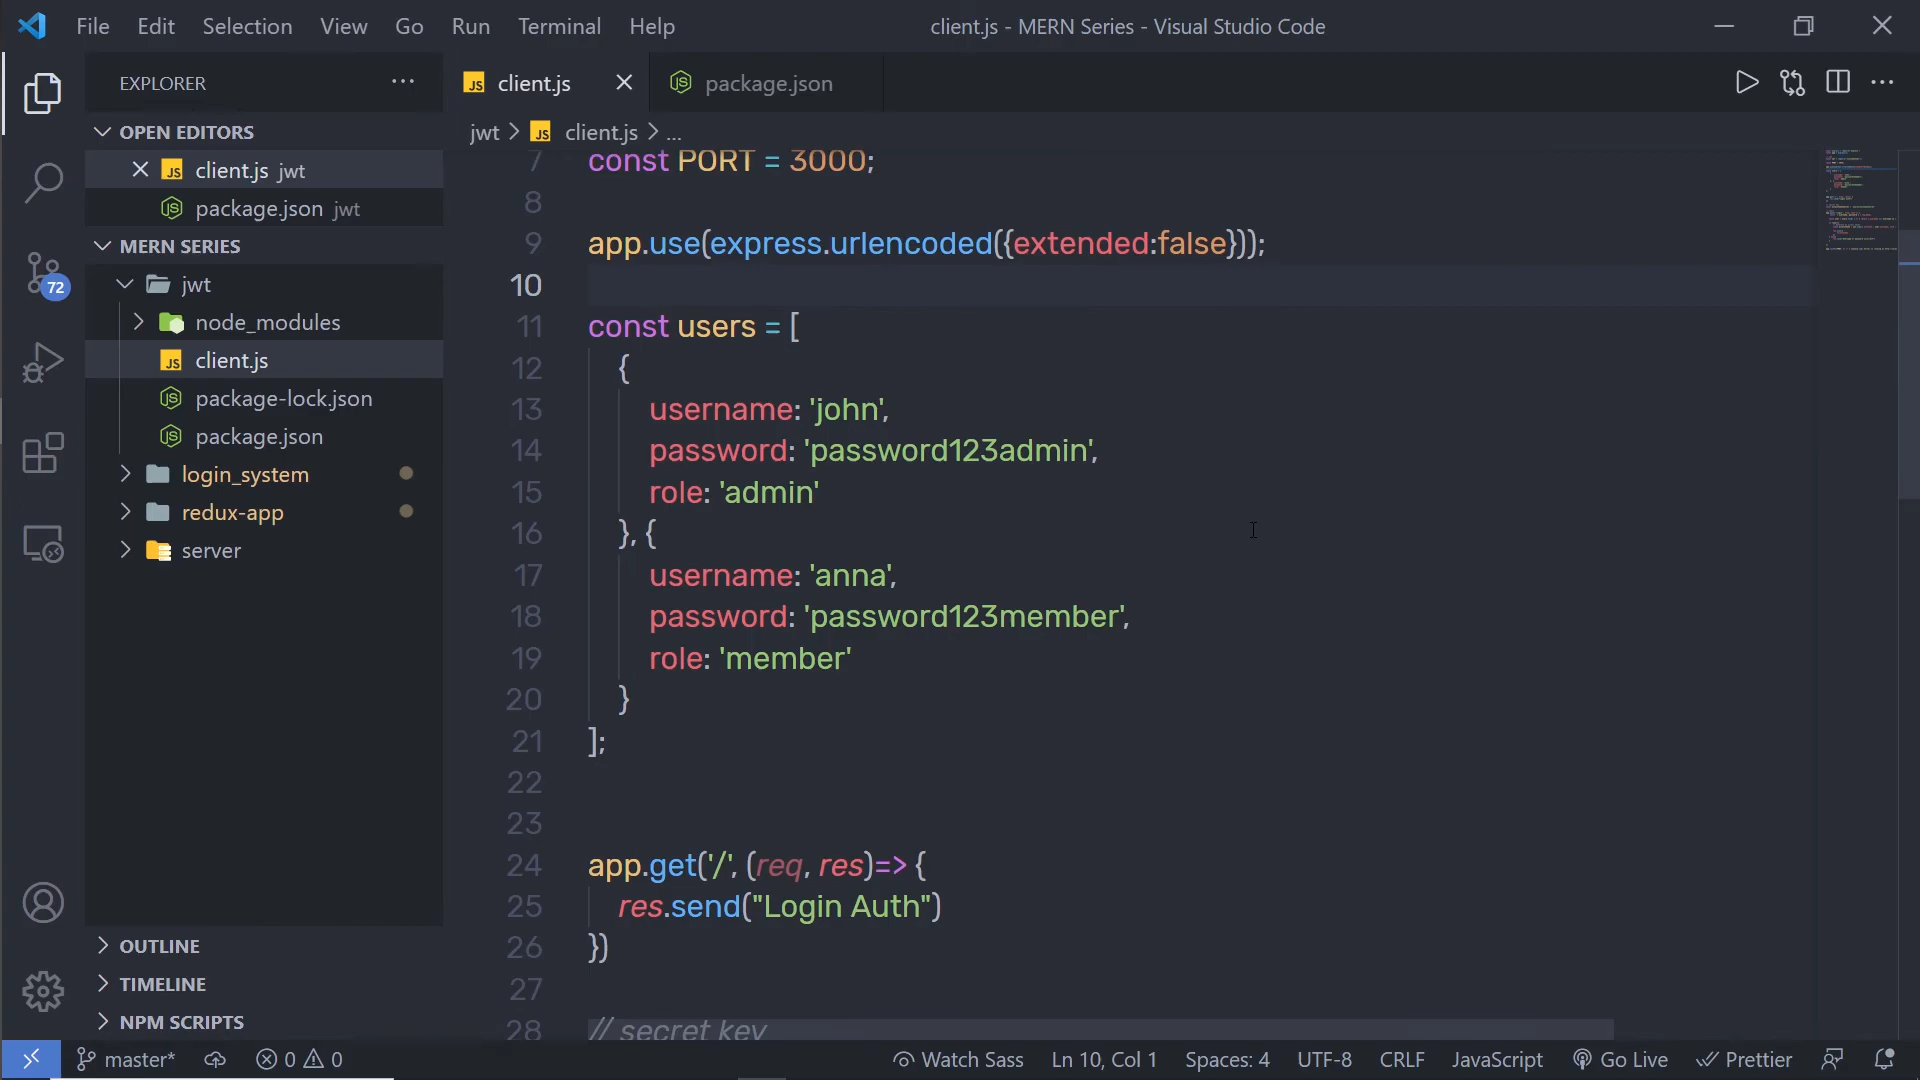 File Edit Selection View Go Run Terminal Help
client.js - MERN Series - Visual Studio Code
EXPLORER
OPEN EDITORS
client.js jwt
package.json jwt
MERN SERIES
jwt
node_modules
client.js
package-lock.json
package.json
login_system
redux-app
server
OUTLINE
TIMELINE
NPM SCRIPTS
72
JS client.js
package.json
jwt > JS client.js > ...
7 const PORT = 3000;
8
9 app.use(express.urlencoded({extended:false}));
10
11 const users = [
12 {
13 username: 'john',
14 password: 'password123admin',
15 role: 'admin'
16 }, {
17 username: 'anna',
18 password: 'password123member',
19 role: 'member'
20 }
21 ];
22
23
24 app.get('/', (req, res)=> {
25 res.send("Login Auth")
26 })
27
28 // secret key
master* 0 0 Watch Sass Ln 10, Col 1 Spaces: 4 UTF-8 CRLF JavaScript Go Live Prettier